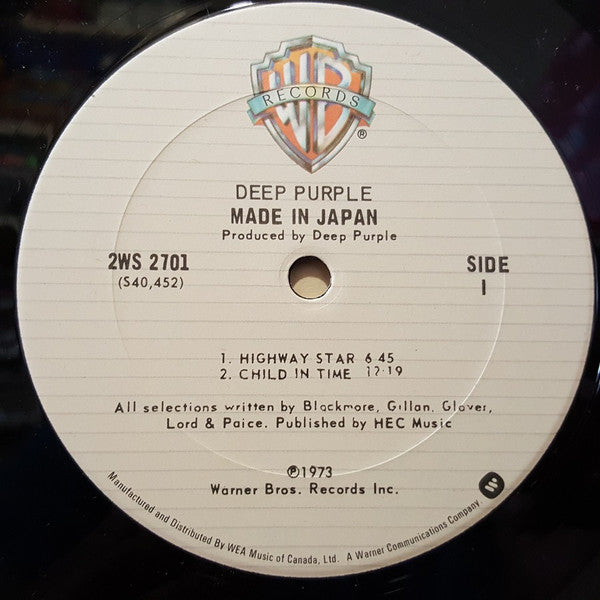 WB
RECORDS
®
DEEP PURPLE
MADE IN JAPAN
Produced by Deep Purple
2WS 2701
(S40,452)
SIDE
1
1. HIGHWAY STAR 6 45
2. CHILD IN TIME 12·19
All selections written by Blackmore, Gillan, Glover,
Lord & Paice. Published by HEC Music
℗1973
Warner Bros. Records Inc.
Manufactured and Distributed By WEA Music of Canada, Ltd. A Warner Communications Company.